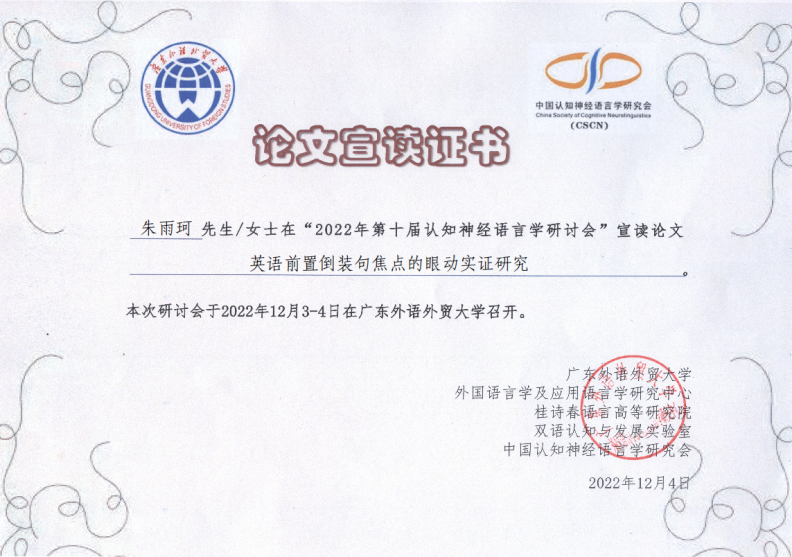 广东外语外贸大学
GUANGDONG UNIVERSITY OF FOREIGN STUDIES
中国认知神经语言学研究会
China Society of Cognitive Neurolinguistics
(CSCN)
论文宣读证书
朱雨珂 先生/女士在“2022年第十届认知神经语言学研讨会”宣读论文
英语前置倒装句焦点的眼动实证研究。
本次研讨会于2022年12月3-4日在广东外语外贸大学召开。
广东外语外贸大学
外国语言学及应用语言学研究中心
桂诗春语言高等研究院
双语认知与发展实验室
中国认知神经语言学研究会
2022年12月4日